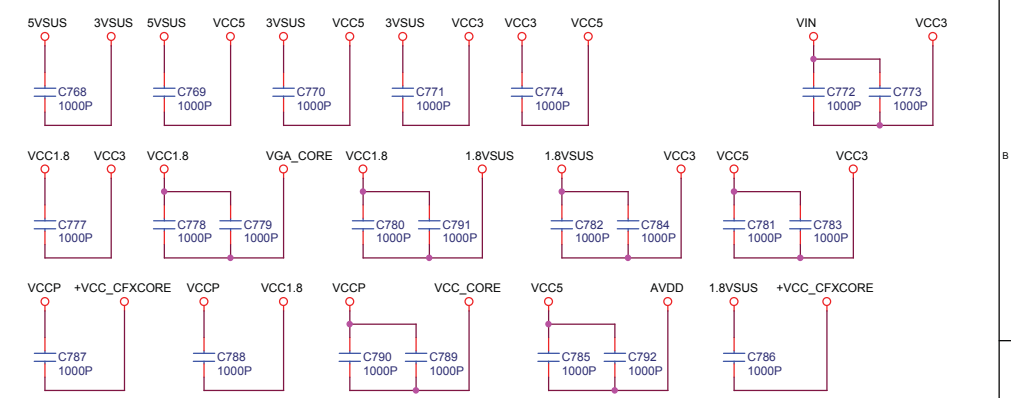 5VSUS 3VSUS 5VSUS VCC5 3VSUS VCC5 3VSUS VCC3 VCC3 VCC5 VIN VCC3
C768 C769 C770 C771 C774 C772 C773
1000P 1000P 1000P 1000P 1000P 1000P 1000P
VCC1.8 VCC3 VCC1.8 VGA_CORE VCC1.8 1.8VSUS 1.8VSUS VCC3 VCC5 VCC3
B
C777 C778 C779 C780 C791 C782 C784 C781 C783
1000P 1000P 1000P 1000P 1000P 1000P 1000P 1000P 1000P
VCCP +VCC_CFXCORE VCCP VCC1.8 VCCP VCC_CORE VCC5 AVDD 1.8VSUS +VCC_CFXCORE
C787 C788 C790 C789 C785 C792 C786
1000P 1000P 1000P 1000P 1000P 1000P 1000P